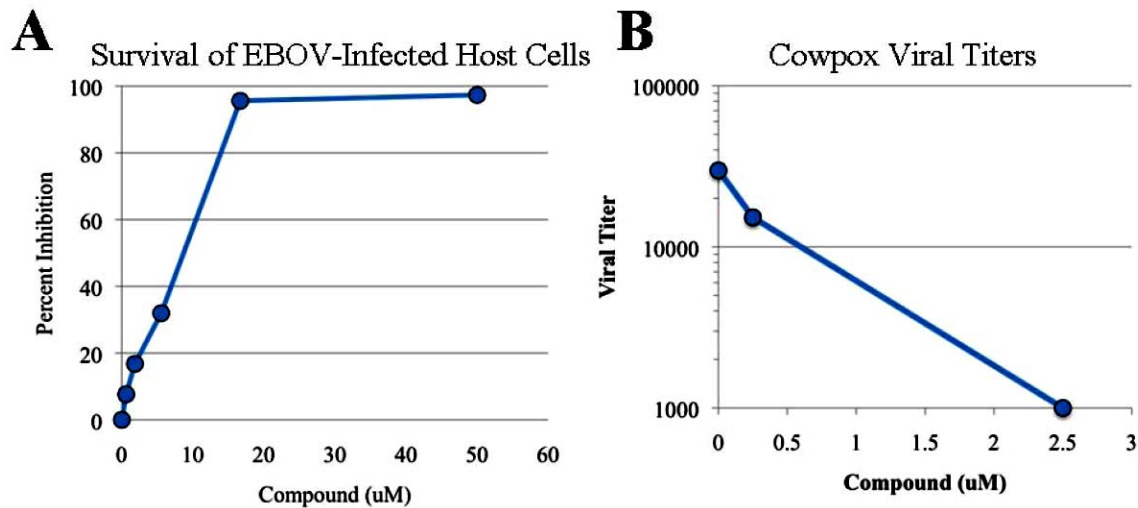 A
Survival of EBOV-Infected Host Cells
100
80
60
40
20
0
Percent Inhibition
0 10 20 30 40 50 60
Compound (uM)
B
Cowpox Viral Titers
100000
10000
1000
Viral Titer
0 0.5 1 1.5 2 2.5 3
Compound (uM)